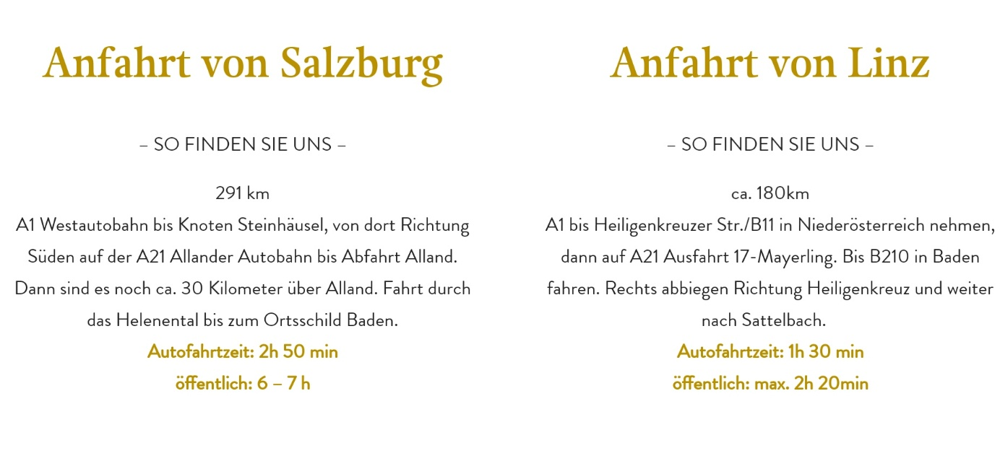 Anfahrt von Salzburg
– SO FINDEN SIE UNS –
291 km
A1 Westautobahn bis Knoten Steinhäusel, von dort Richtung
Süden auf der A21 Allander Autobahn bis Abfahrt Alland.
Dann sind es noch ca. 30 Kilometer über Alland. Fahrt durch
das Helenental bis zum Ortsschild Baden.
Autofahrtzeit: 2h 50 min
öffentlich: 6 – 7 h
Anfahrt von Linz
– SO FINDEN SIE UNS –
ca. 180km
A1 bis Heiligenkreuzer Str./B11 in Niederösterreich nehmen,
dann auf A21 Ausfahrt 17-Mayerling. Bis B210 in Baden
fahren. Rechts abbiegen Richtung Heiligenkreuz und weiter
nach Sattelbach.
Autofahrtzeit: 1h 30 min
öffentlich: max. 2h 20min